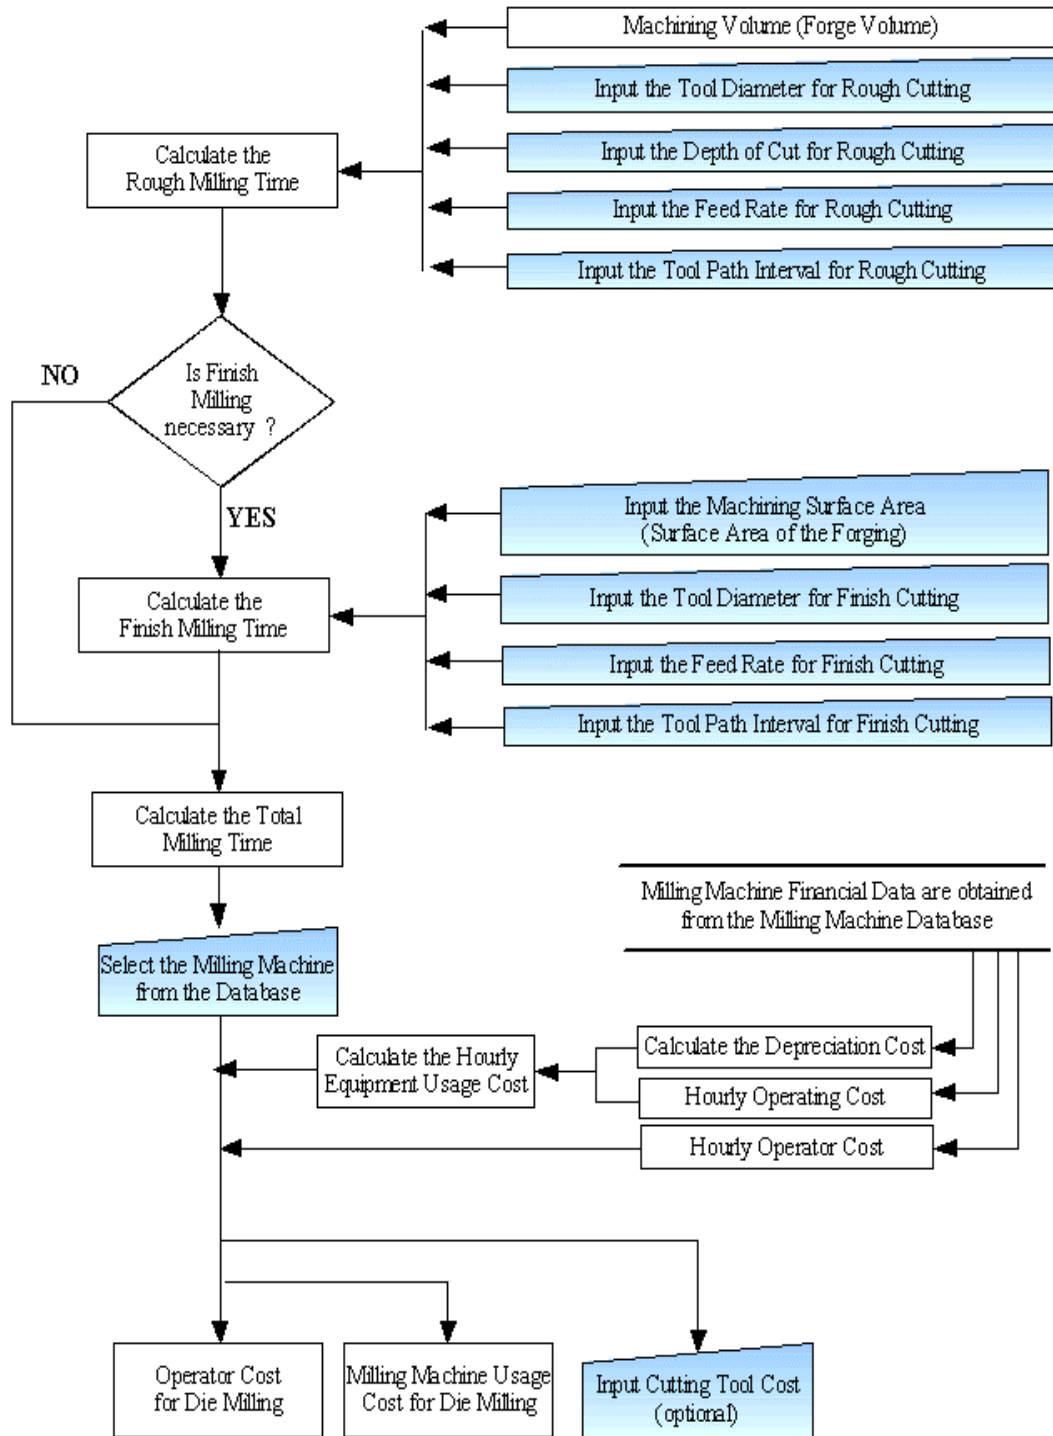 Machining Volume (Forge Volume)
Input the Tool Diameter for Rough Cutting
Calculate the
Rough Milling Time
Input the Depth of Cut for Rough Cutting
Input the Feed Rate for Rough Cutting
Input the Tool Path Interval for Rough Cutting
NO
Is Finish
Milling
necessary ?
YES
Input the Machining Surface Area
(Surface Area of the Forging)
Calculate the
Finish Milling Time
Input the Tool Diameter for Finish Cutting
Input the Feed Rate for Finish Cutting
Input the Tool Path Interval for Finish Cutting
Calculate the Total
Milling Time
Milling Machine Financial Data are obtained
from the Milling Machine Database
Select the Milling Machine
from the Database
Calculate the Hourly
Equipment Usage Cost
Calculate the Depreciation Cost
Hourly Operating Cost
Hourly Operator Cost
Operator Cost
for Die Milling
Milling Machine Usage
Cost for Die Milling
Input Cutting Tool Cost
(optional)